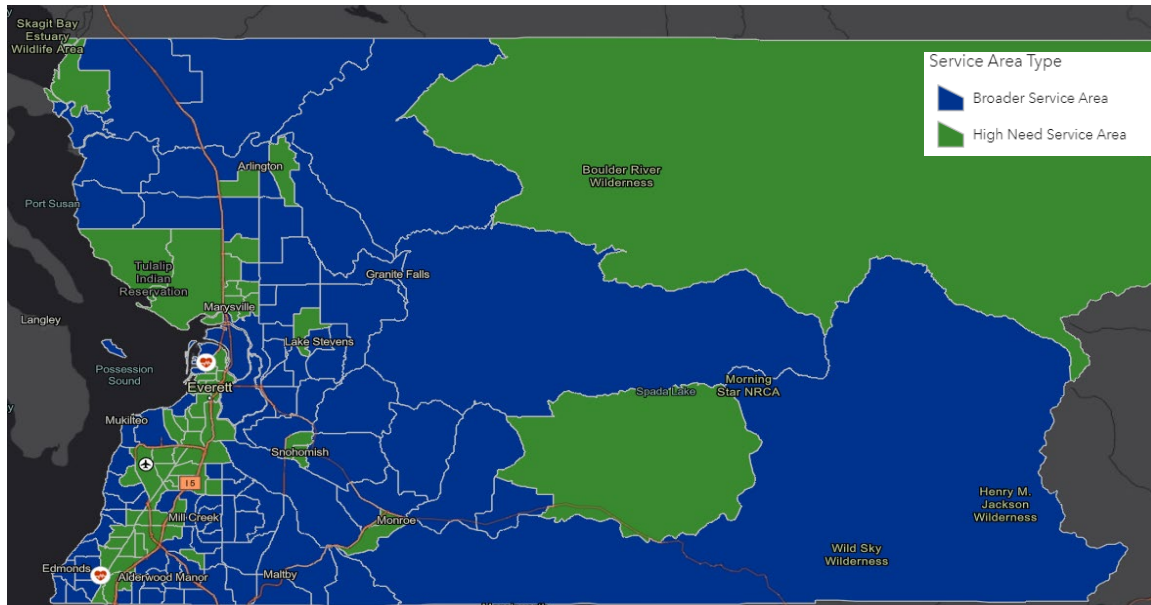 Skagit Bay
Estuary
Wildlife Area
Service Area Type
Broader Service Area
High Need Service Area
Arlington
Boulder River
Wilderness
Port Susan
Tulalip
Indian
Reservation
Granite Falls
Marysville
Langley
Lake Stevens
Possession
Sound
Everett
Spada Lake
Morning
Star NRCA
Mukilteo
Snohomish
I5
Henry M.
Jackson
Wilderness
Mill Creek
Monroe
Wild Sky
Wilderness
Edmonds
Alderwood Manor
Maltby